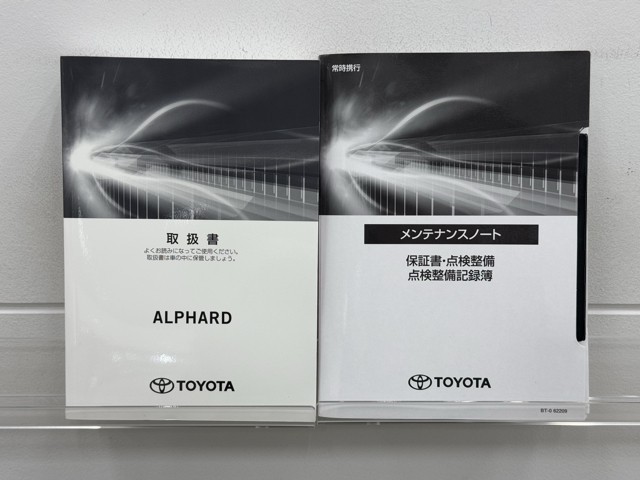 取扱書
よくお読みになってご使用ください。
取扱書は車の中に保管しましょう。
ALPHARD
TOYOTA
常時携行
メンテナンスノート
保証書・点検整備
点検整備記録簿
TOYOTA